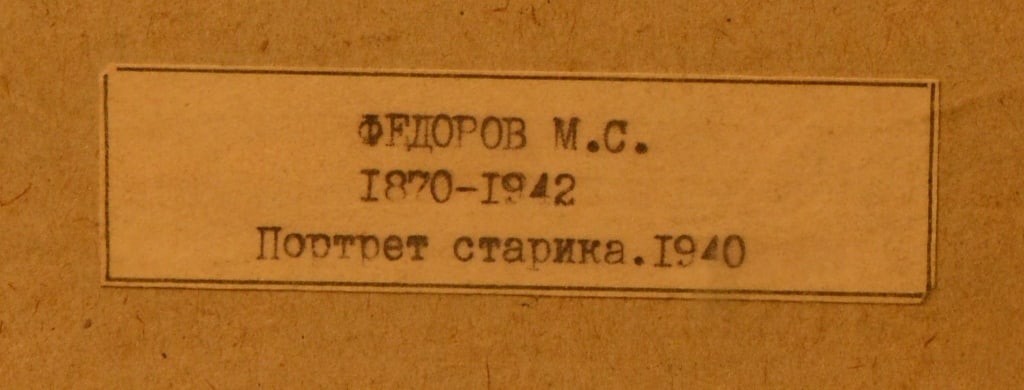 ФЕДОРОВ М.С.
1870-1942
Портрет старика.1940